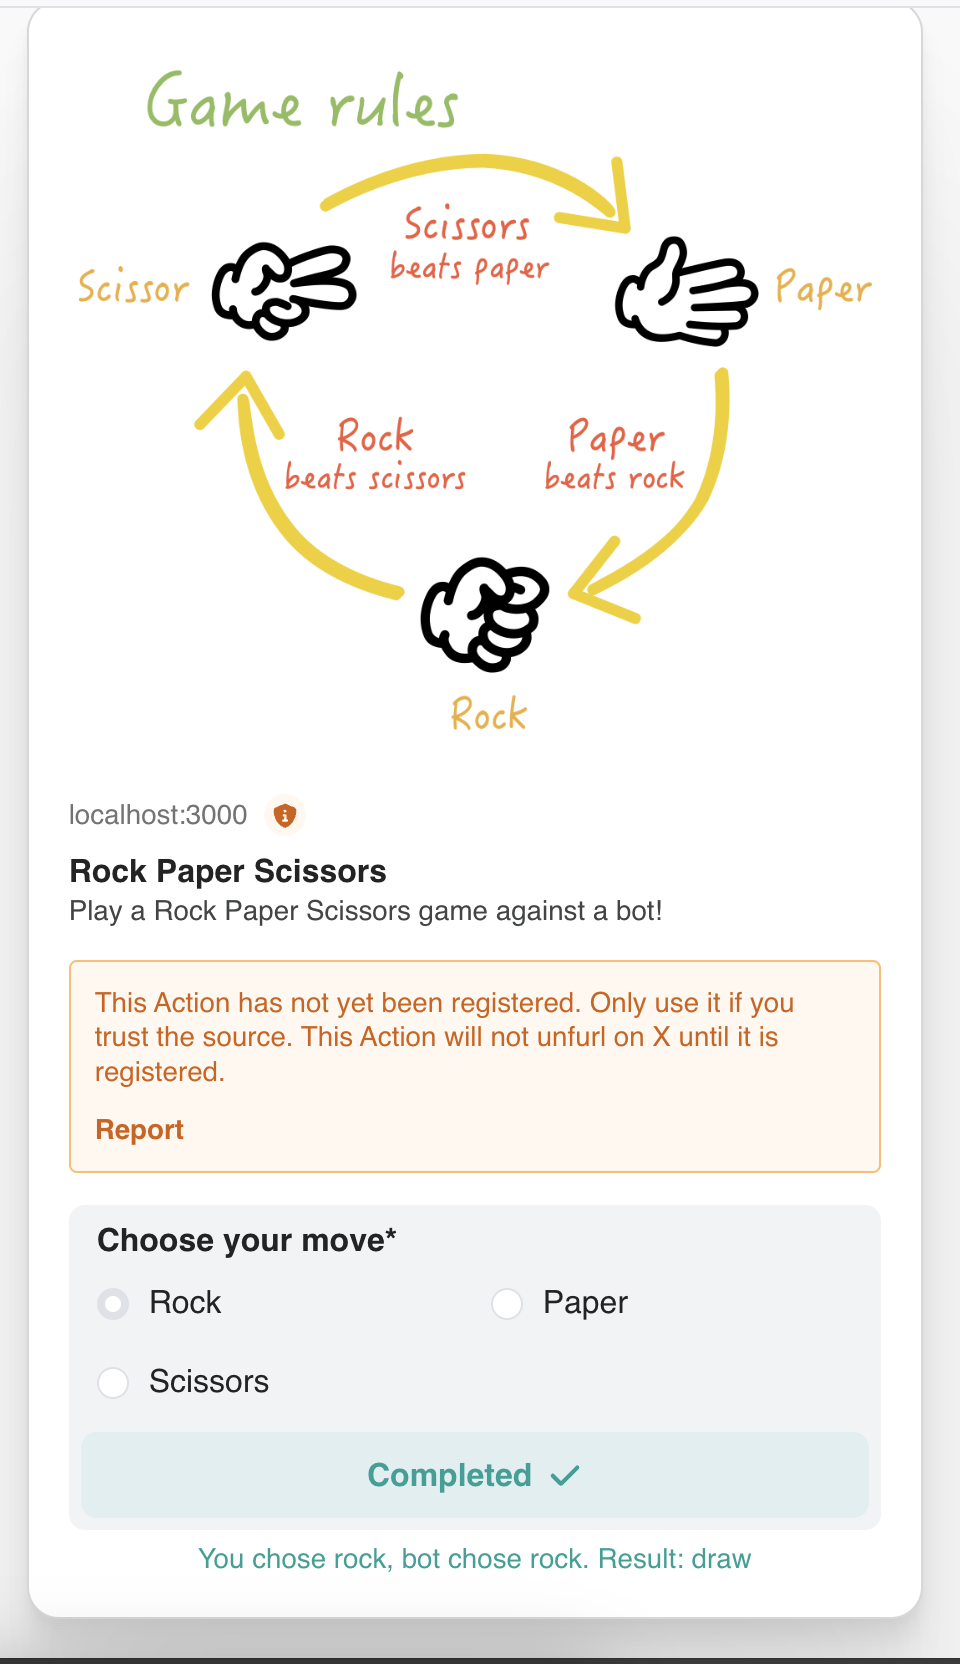 Game rules
Scissors
beats paper
Scissor
Paper
Rock
beats scissors
Paper
beats rock
Rock
localhost:3000
Rock Paper Scissors
Play a Rock Paper Scissors game against a bot!
This Action has not yet been registered. Only use it if you
trust the source. This Action will not unfurl on X until it is
registered.
Report
Choose your move*
Rock
Paper
Scissors
Completed
You chose rock, bot chose rock. Result: draw